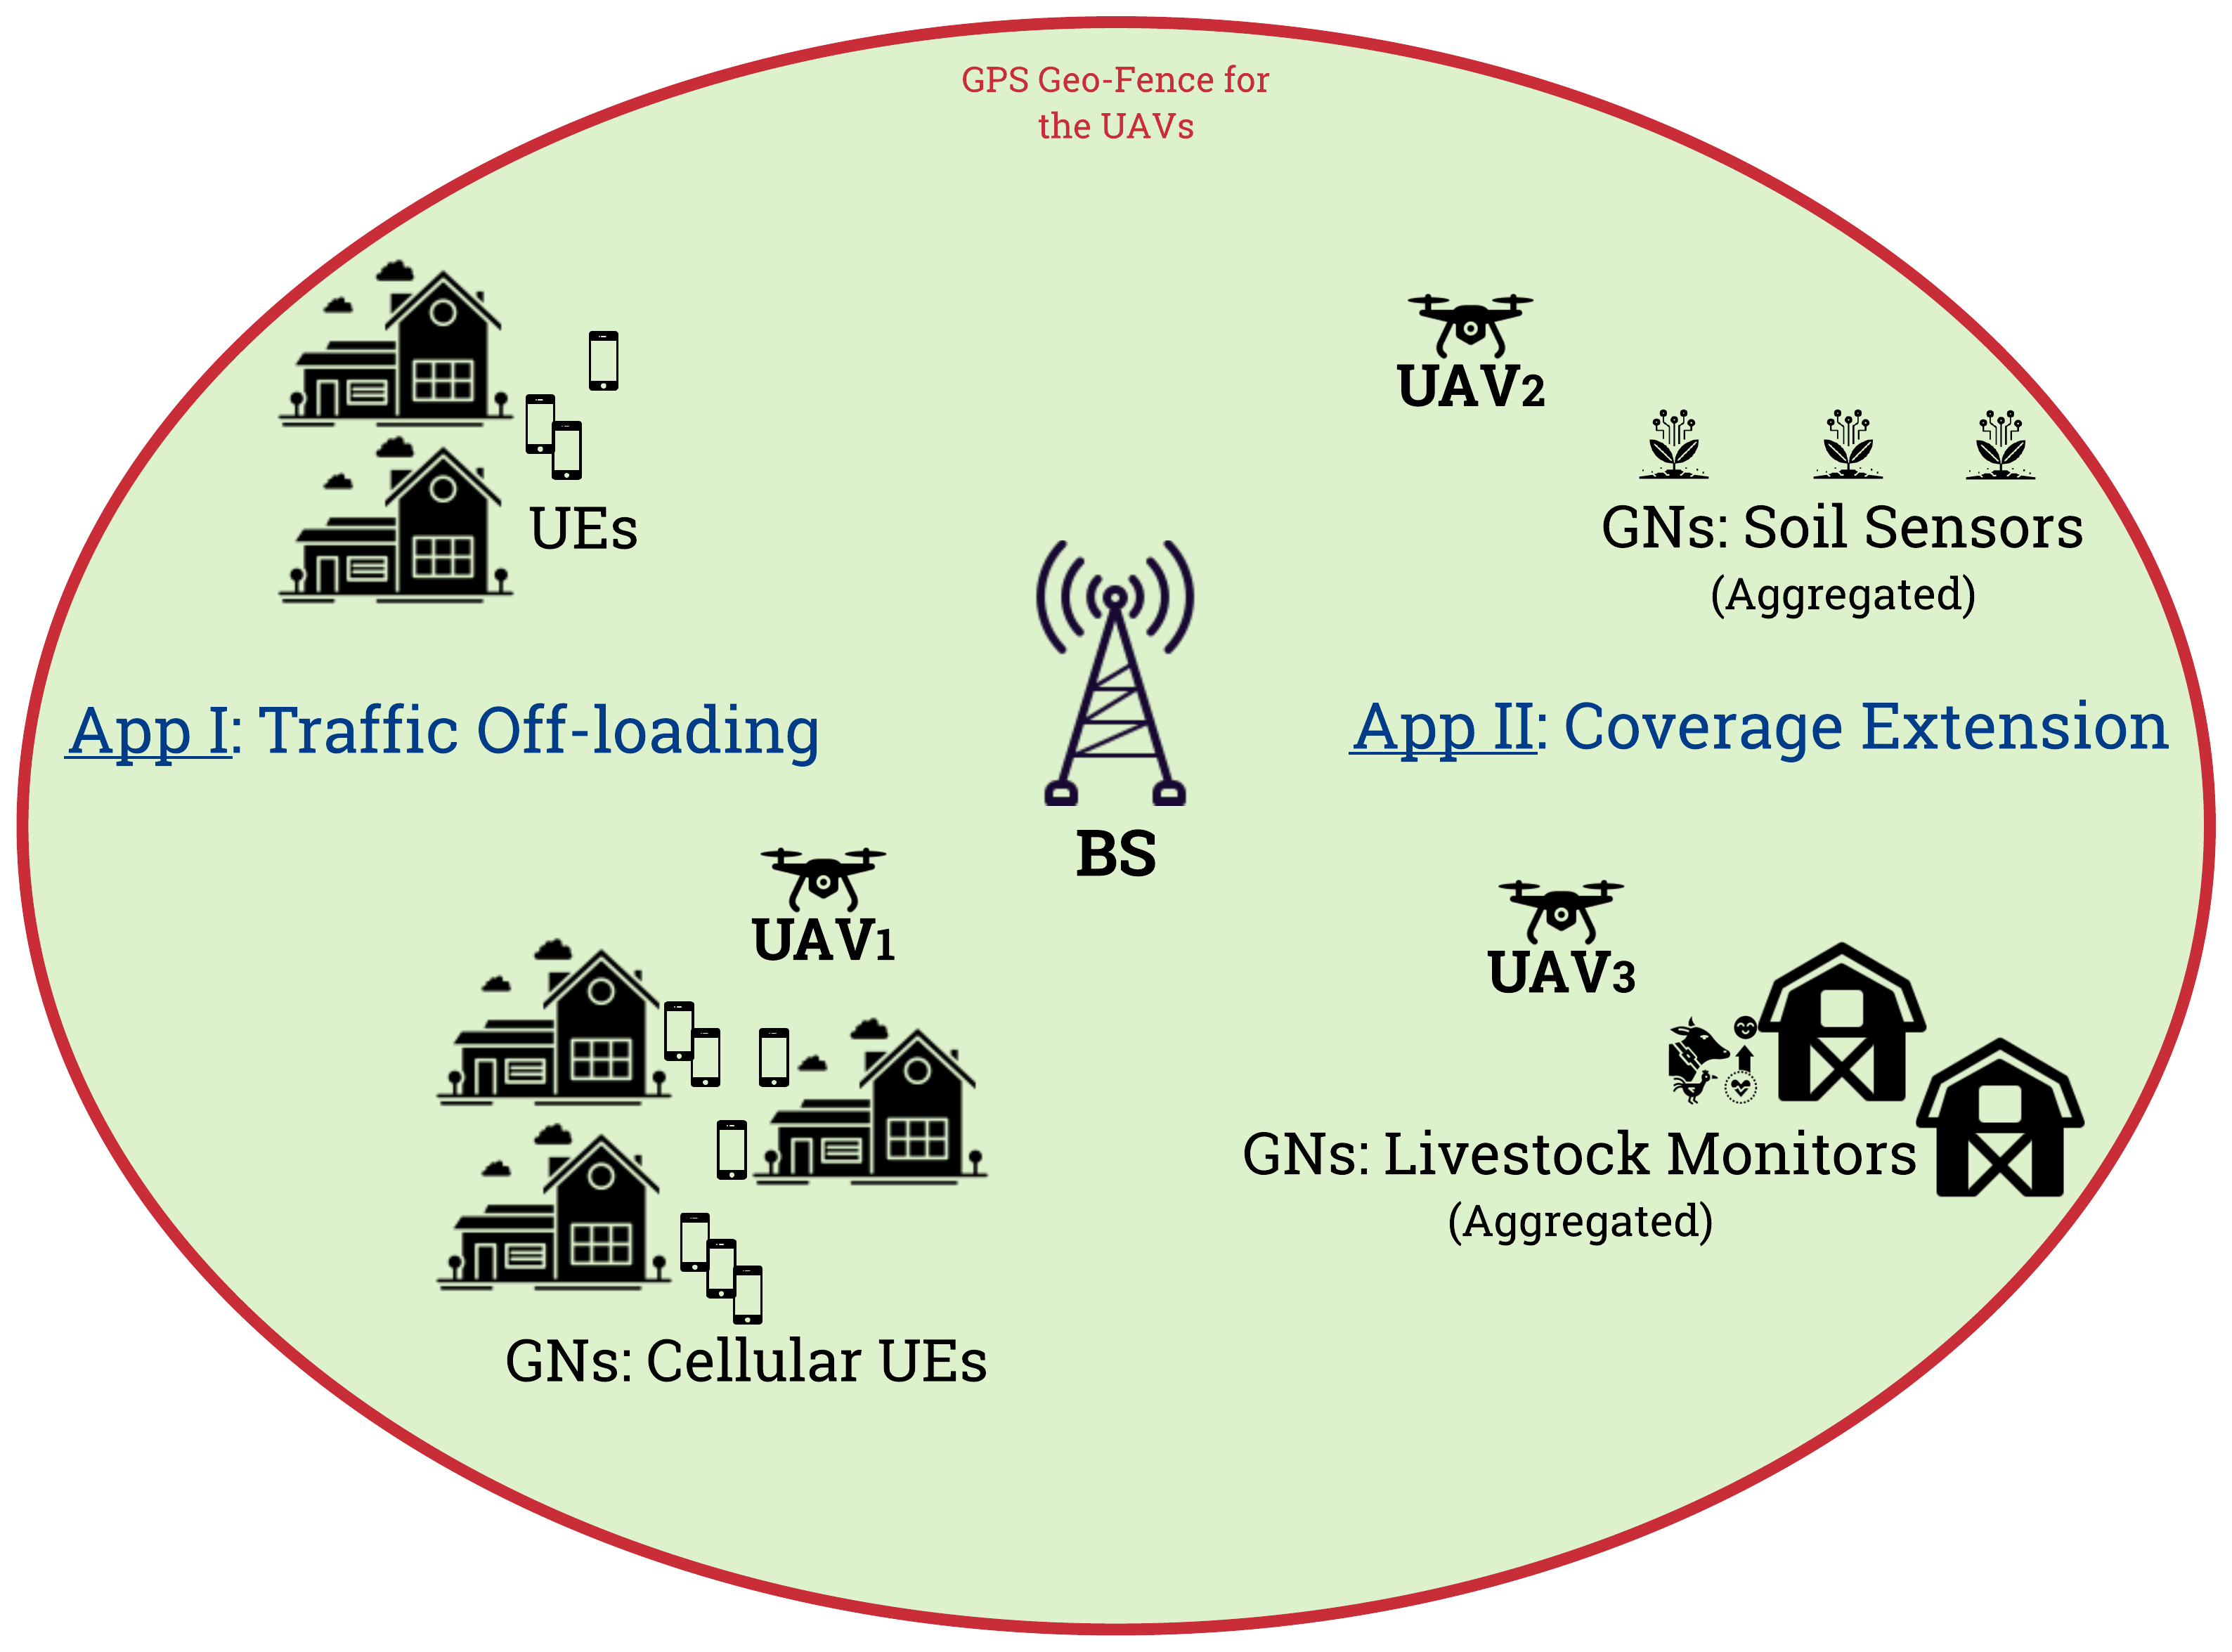 GPS Geo-Fence for
the UAVs
UAV2
UEs
GNs: Soil Sensors
(Aggregated)
App I: Traffic Off-loading
App II: Coverage Extension
BS
UAV1
UAV3
GNs: Livestock Monitors
(Aggregated)
GNs: Cellular UEs